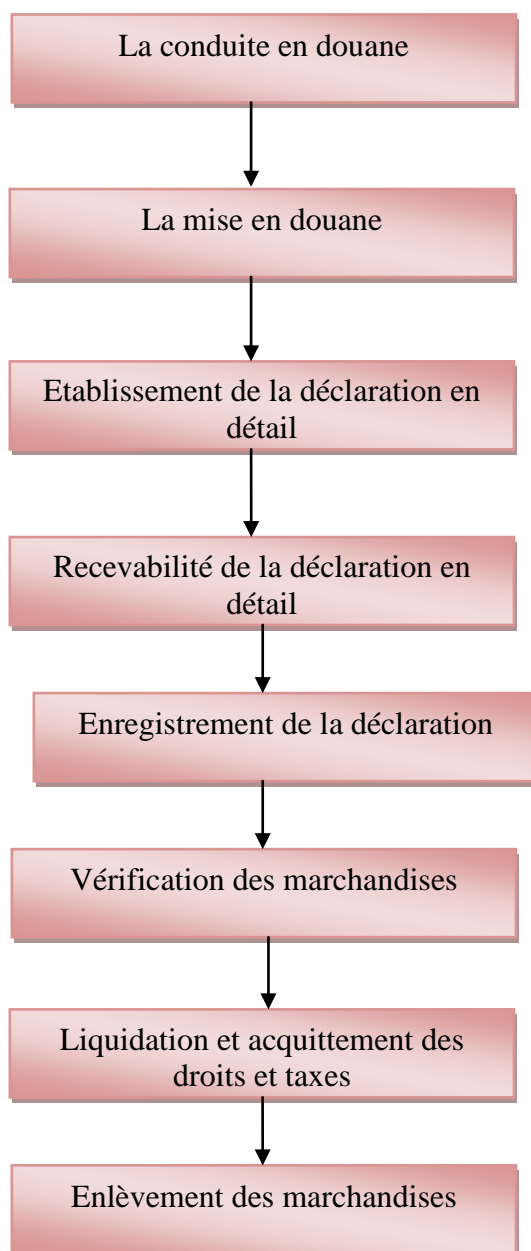 La conduite en douane
La mise en douane
Etablissement de la déclaration en
détail
Recevabilité de la déclaration en
détail
Enregistrement de la déclaration
Vérification des marchandises
Liquidation et acquittement des
droits et taxes
Enlèvement des marchandises